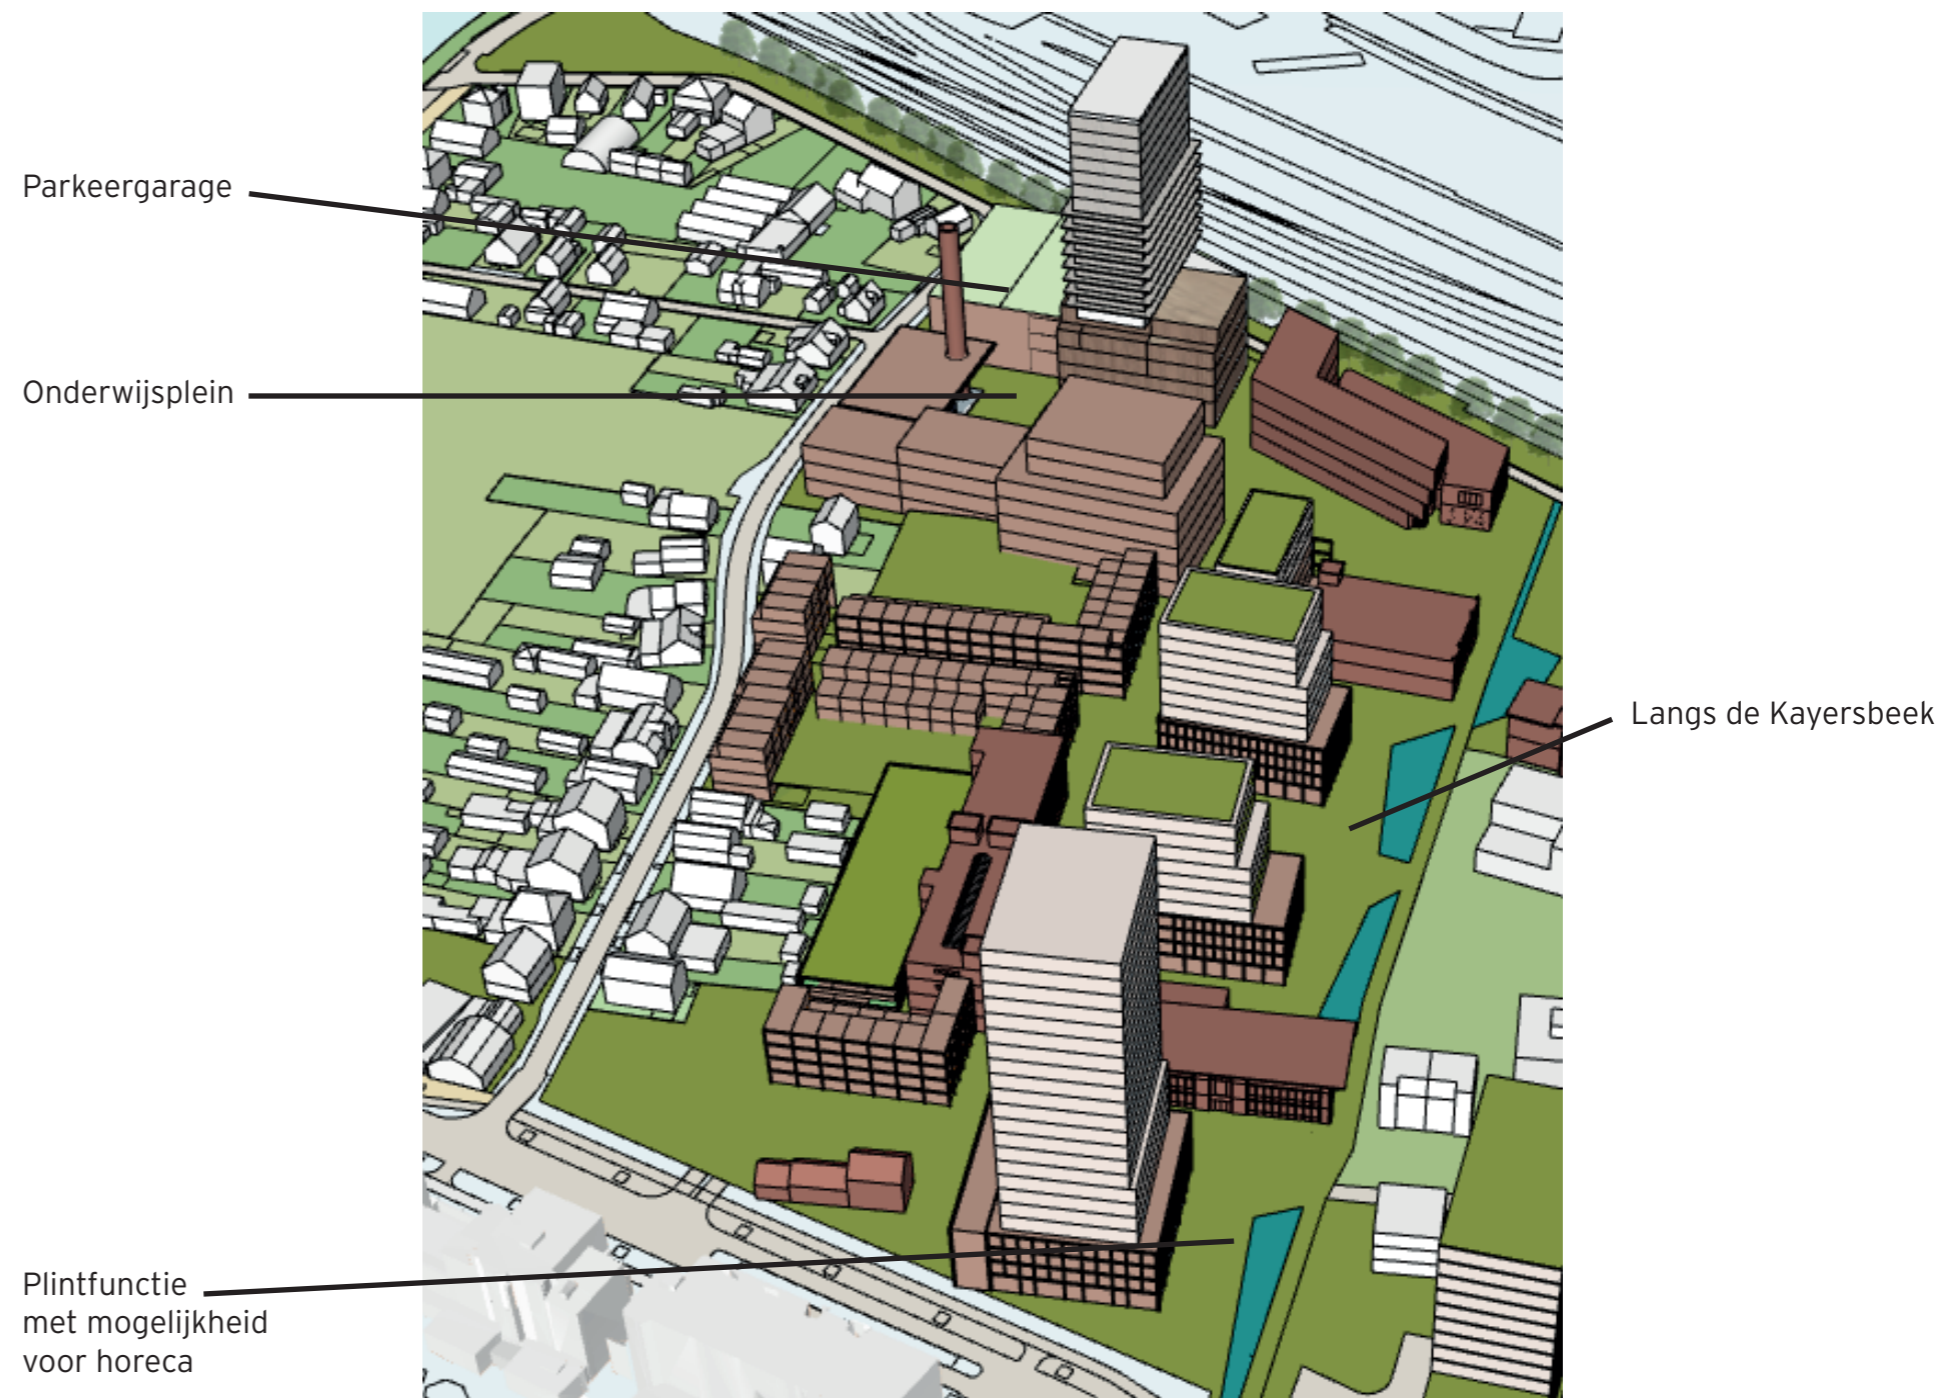 Parkeergarage
Onderwijsplein
Langs de Kayersbeek
Plintfunctie
met mogelijkheid
voor horeca